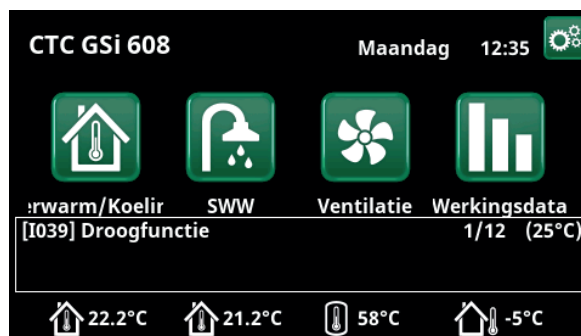 CTC GSi 608
Maandag 12:35
erwarm/Koelin SWW Ventilatie Werkingsdata
[I039] Droogfunctie 1/12 (25°C)
22.2°C 21.2°C 58°C -5°C